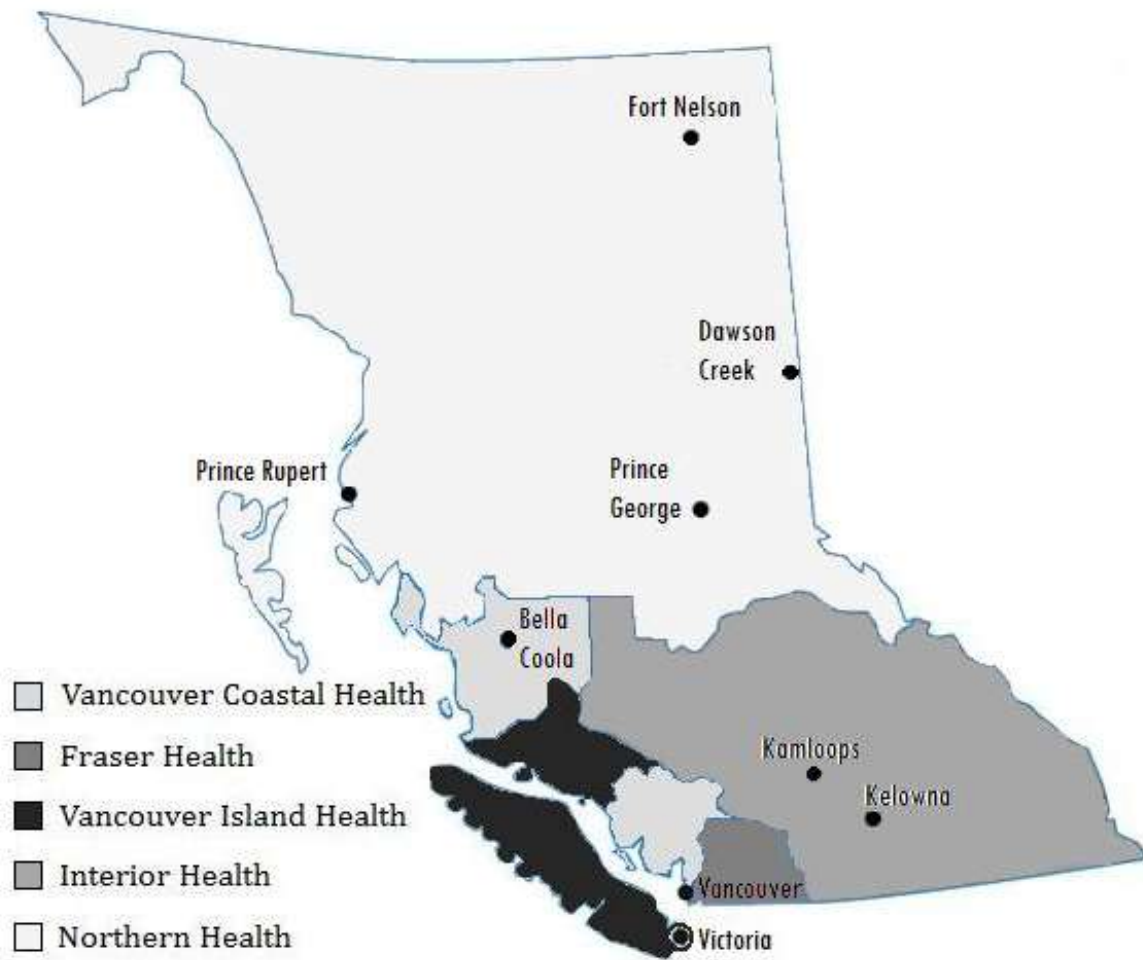 Fort Nelson
Dawson
Creek
Prince Rupert
Prince
George
Bella
Coola
Vancouver Coastal Health
Fraser Health
Vancouver Island Health
Interior Health
Northern Health
Kamloops
Kelowna
Vancouver
Victoria